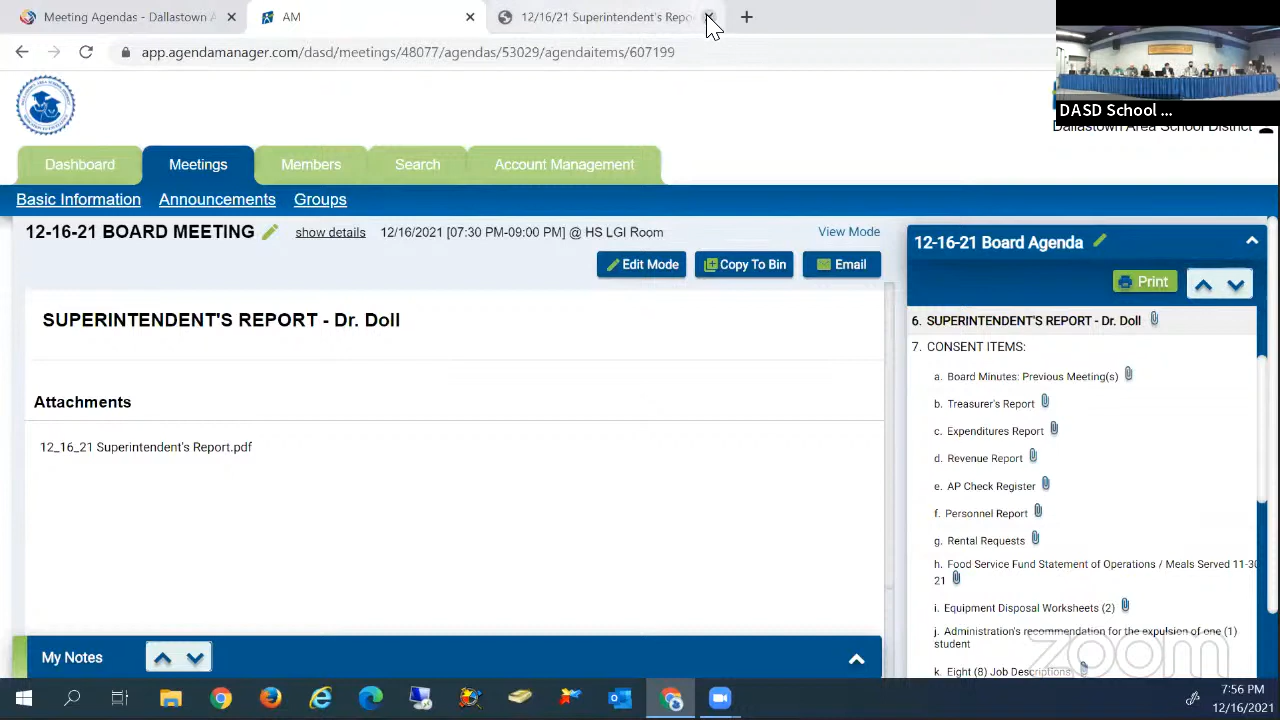 Meeting Agendas - Dallastown A
AM
12/16/21 Superintendent's Repo
app.agendamanager.com/dasd/meetings/48077/agendas/53029/agendaitems/607199
DASD School ...
Dallastown Area School District
Dashboard
Meetings
Members
Search
Account Management
Basic Information
Announcements
Groups
12-16-21 BOARD MEETING
show details
12/16/2021 [07:30 PM-09:00 PM] @ HS LGI Room
View Mode
Edit Mode
Copy To Bin
Email
SUPERINTENDENT'S REPORT - Dr. Doll
Attachments
12_16_21 Superintendent's Report.pdf
My Notes
12-16-21 Board Agenda
Print
6. SUPERINTENDENT'S REPORT - Dr. Doll
7. CONSENT ITEMS:
a. Board Minutes: Previous Meeting(s)
b. Treasurer's Report
c. Expenditures Report
d. Revenue Report
e. AP Check Register
f. Personnel Report
g. Rental Requests
h. Food Service Fund Statement of Operations / Meals Served 11-30
21
i. Equipment Disposal Worksheets (2)
j. Administration's recommendation for the expulsion of one (1)
student
k. Eight (8) Job Descriptions
zoom
7:56 PM
12/16/2021